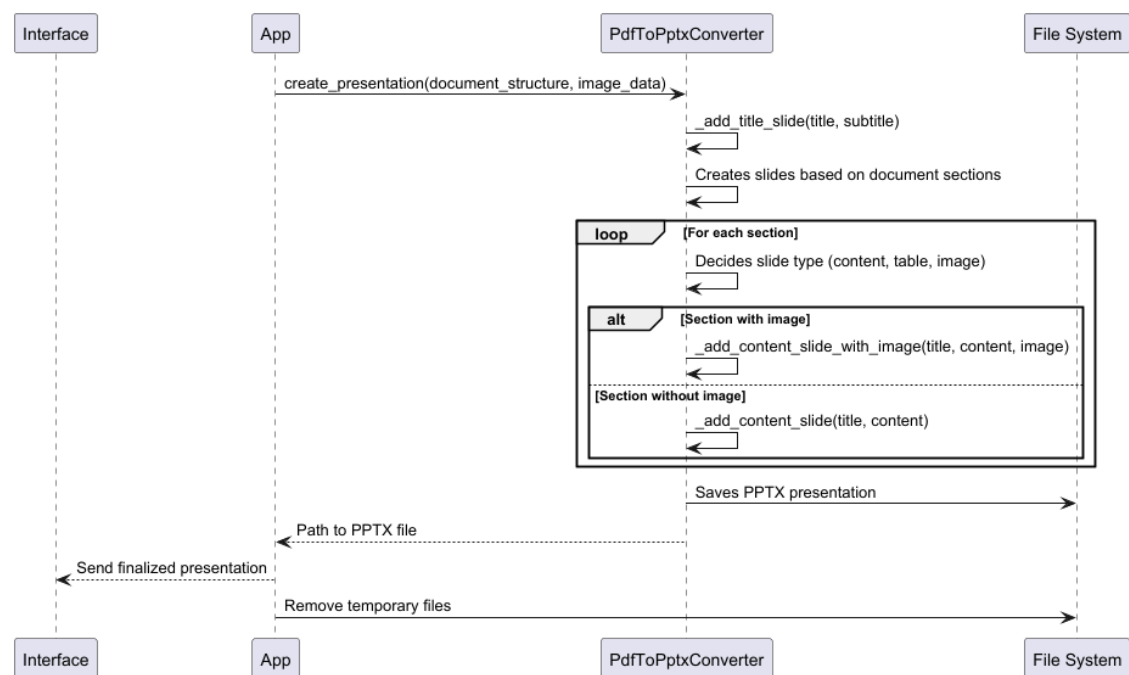 Interface App PdfToPptxConverter File System
create_presentation(document_structure, image_data)
_add_title_slide(title, subtitle)
Creates slides based on document sections
loop [For each section]
Decides slide type (content, table, image)
alt [Section with image]
_add_content_slide_with_image(title, content, image)
[Section without image]
_add_content_slide(title, content)
Saves PPTX presentation
Path to PPTX file
Send finalized presentation
Remove temporary files
Interface App PdfToPptxConverter File System